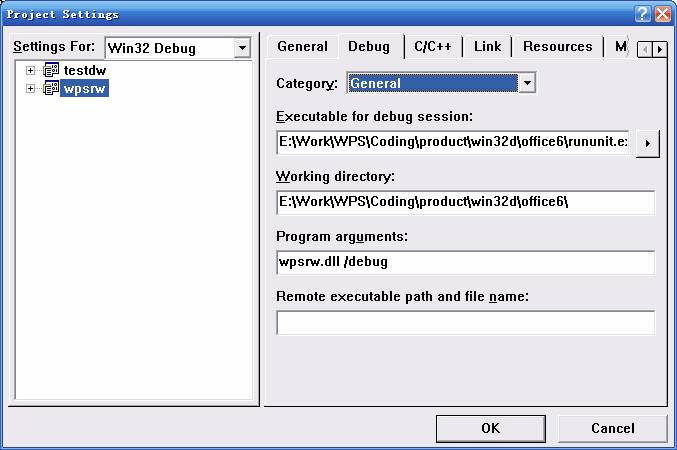 Project Settings
Settings For: Win32 Debug
testdw
wpsrw
General Debug C/C++ Link Resources M
Category: General
Executable for debug session:
E:\Work\WPS\Coding\product\win32d\office6\rununit.ex
Working directory:
E:\Work\WPS\Coding\product\win32d\office6\
Program arguments:
wpsrw.dll /debug
Remote executable path and file name:
OK Cancel